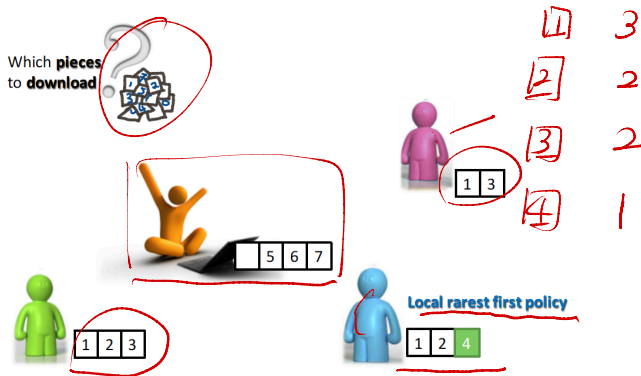 Which pieces
to download
?
1 3
2 2
3 2
4 1
1 3
5 6 7
Local rarest first policy
1 2 3
1 2 4